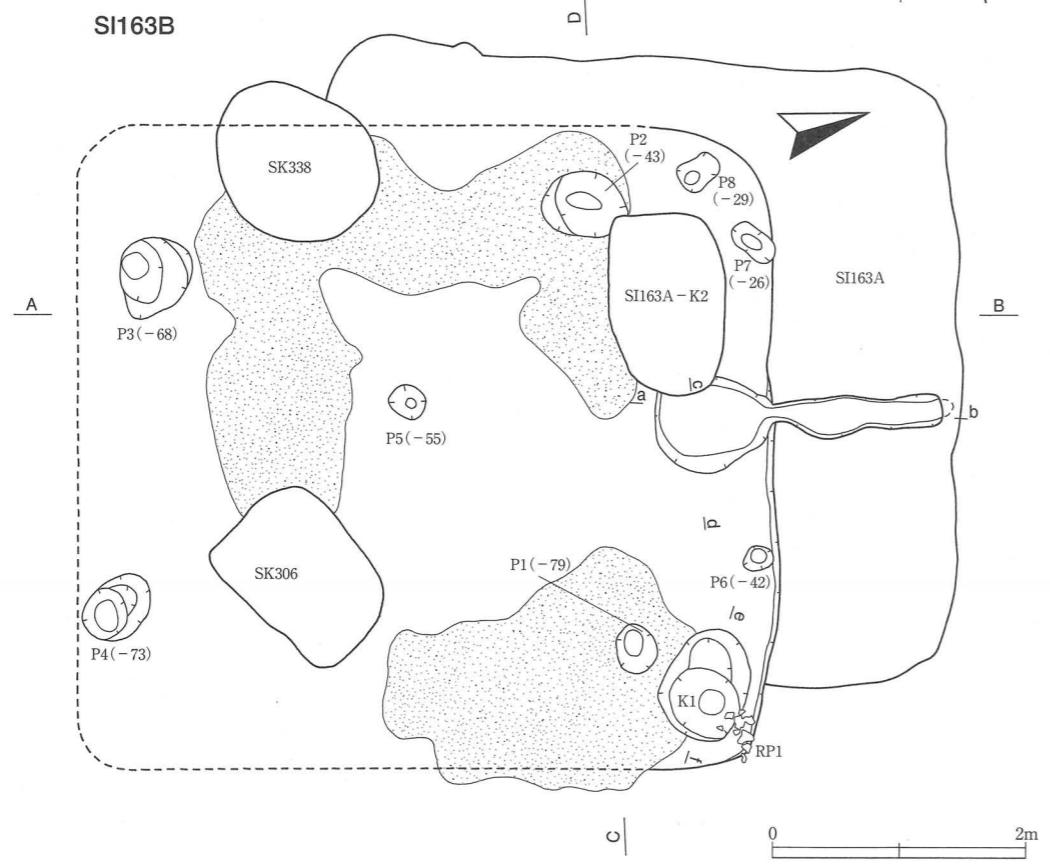 SI163B
D
SK338
P2
(-43)
P8
(-29)
P7
(-26)
SI163A-K2
SI163A
A
B
P3(-68)
c
a
b
P5(-55)
d
SK306
P1(-79)
P6(-42)
e
P4(-73)
K1
RP1
f
C
0
2m